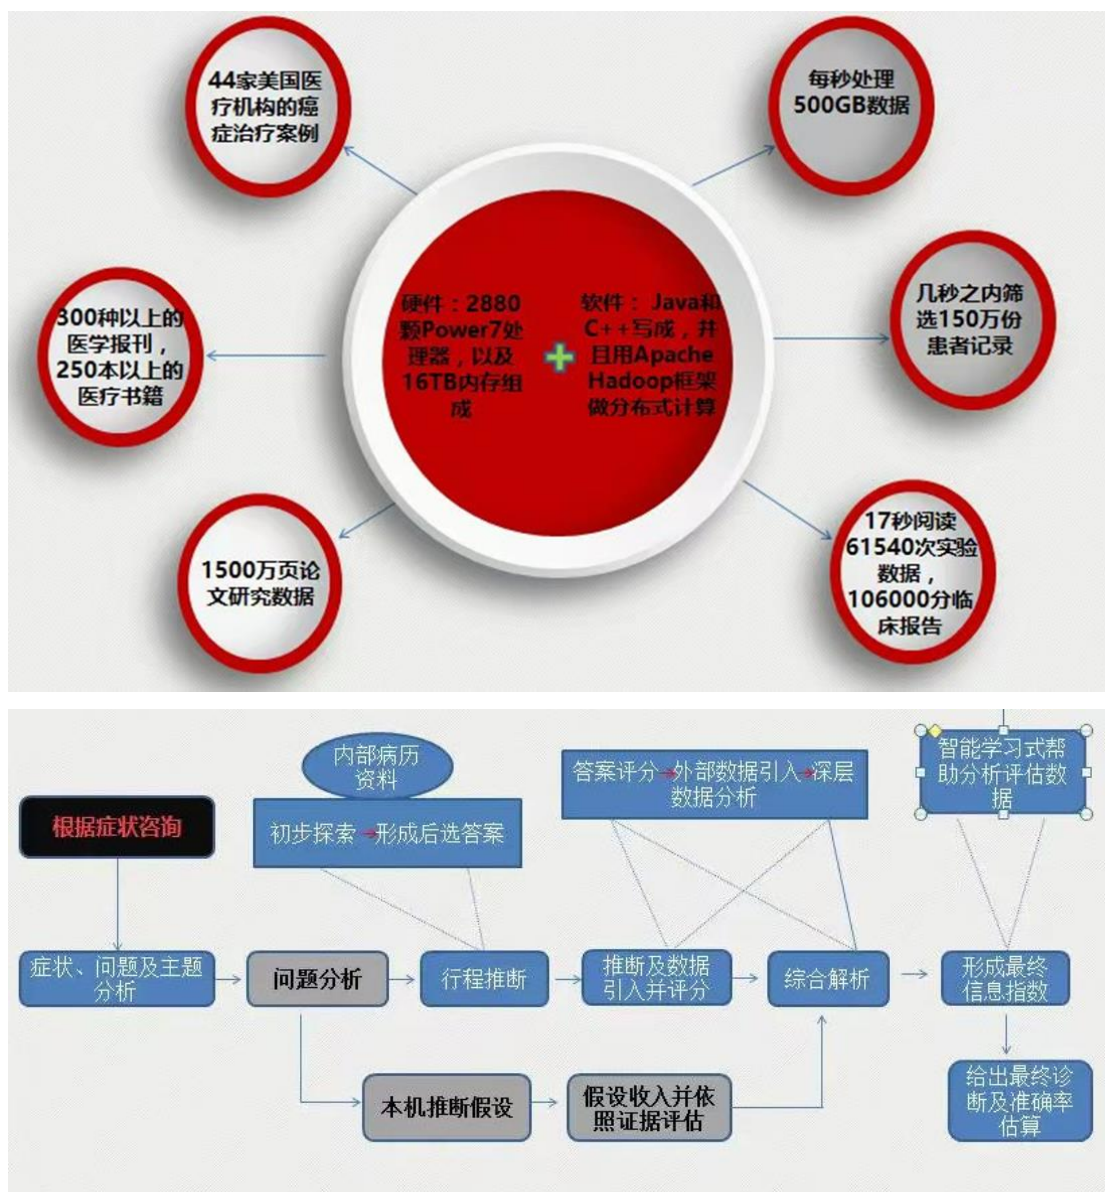 44家美国医
疗机构的癌
症治疗案例
每秒处理
500GB数据
300种以上的
医学报刊，
250本以上的
医疗书籍
硬件：2880
颗Power7处
理器，以及
16TB内存组
成
软件： Java和
C++写成，并
且用Apache
Hadoop框架
做分布式计算
几秒之内筛
选150万份
患者记录
1500万页论
文研究数据
17秒阅读
61540次实验
数据，
106000分临
床报告
内部病历
资料
答案评分→外部数据引入→深层
数据分析
智能学习式帮
助分析评估数
据
根据症状咨询
初步探索 →形成后选答案
症状、问题及主题
分析
问题分析
行程推断
推断及数据
引入并评分
综合解析
形成最终
信息指数
本机推断假设
假设收入并依
照证据评估
给出最终诊
断及准确率
估算